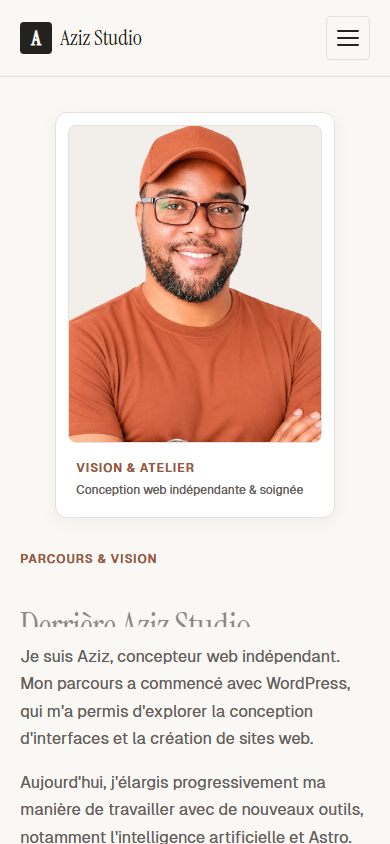 A Aziz Studio
VISION & ATELIER
Conception web indépendante & soignée
PARCOURS & VISION
Derrière Aziz Studio
Je suis Aziz, concepteur web indépendant.
Mon parcours a commencé avec WordPress,
qui m'a permis d'explorer la conception
d'interfaces et la création de sites web.
Aujourd'hui, j'élargis progressivement ma
manière de travailler avec de nouveaux outils,
notamment l'intelligence artificielle et Astro.